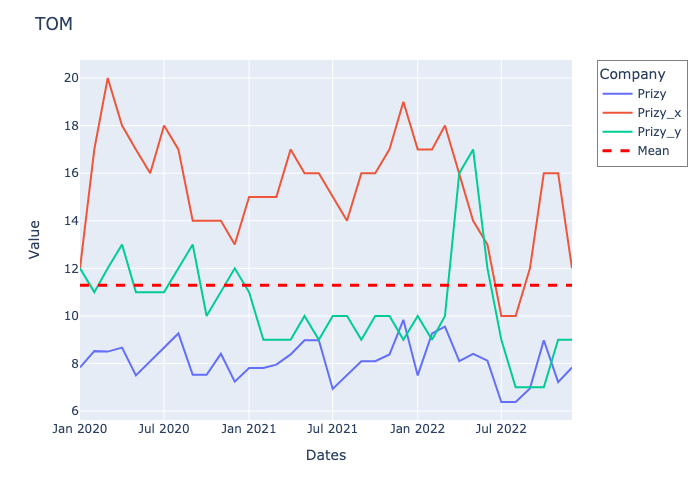 TOM
Company
Prizy
Prizy_x
Prizy_y
Mean
Value
20
18
16
14
12
10
8
6
Jan 2020 Jul 2020 Jan 2021 Jul 2021 Jan 2022 Jul 2022
Dates